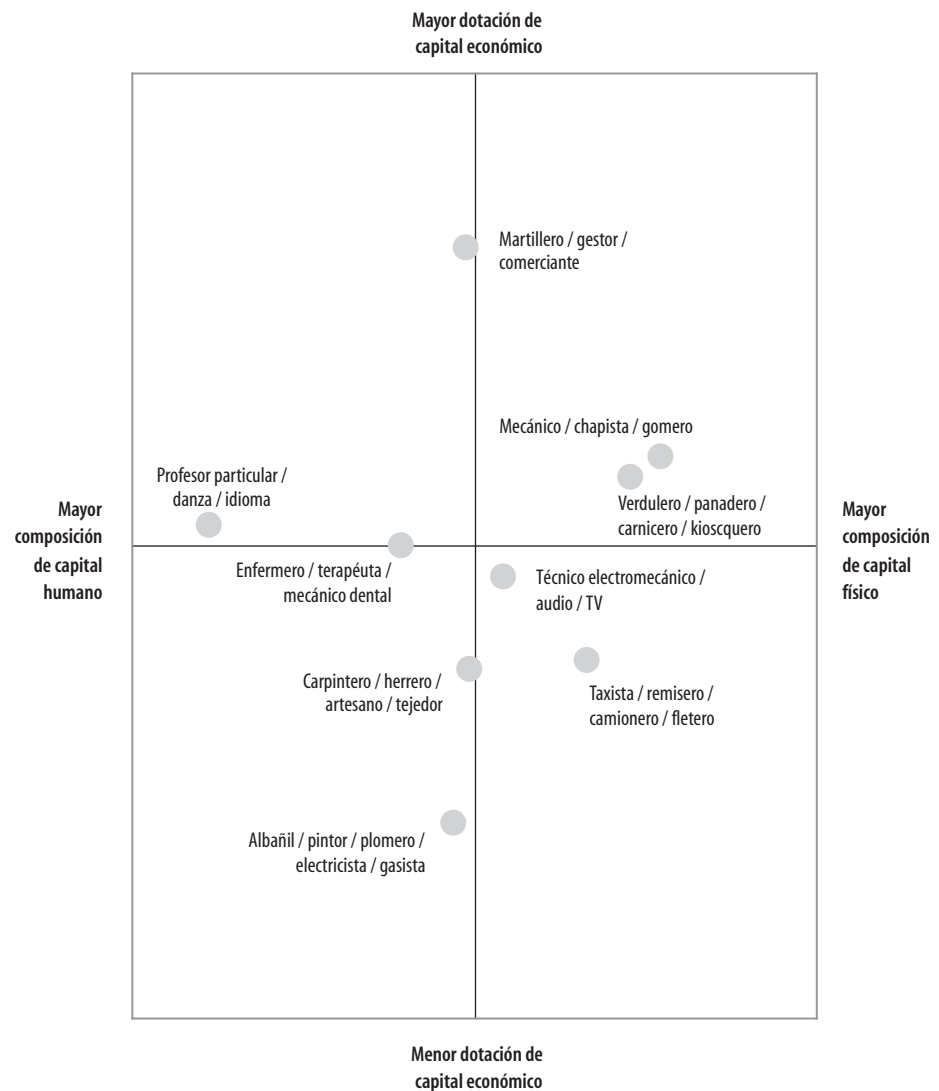 Mayor dotación de
capital económico
Martillero / gestor /
comerciante
Mecánico / chapista / gomero
Profesor particular /
danza / idioma
Verdulero / panadero /
carnicero / kioscquero
Mayor
composición
de capital
humano
Mayor
composición
de capital
físico
Enfermero / terapéuta /
mecánico dental
Técnico electromecánico /
audio / TV
Carpintero / herrero /
artesano / tejedor
Taxista / remisero /
camionero / fletero
Albañil / pintor / plomero /
electricista / gasista
Menor dotación de
capital económico